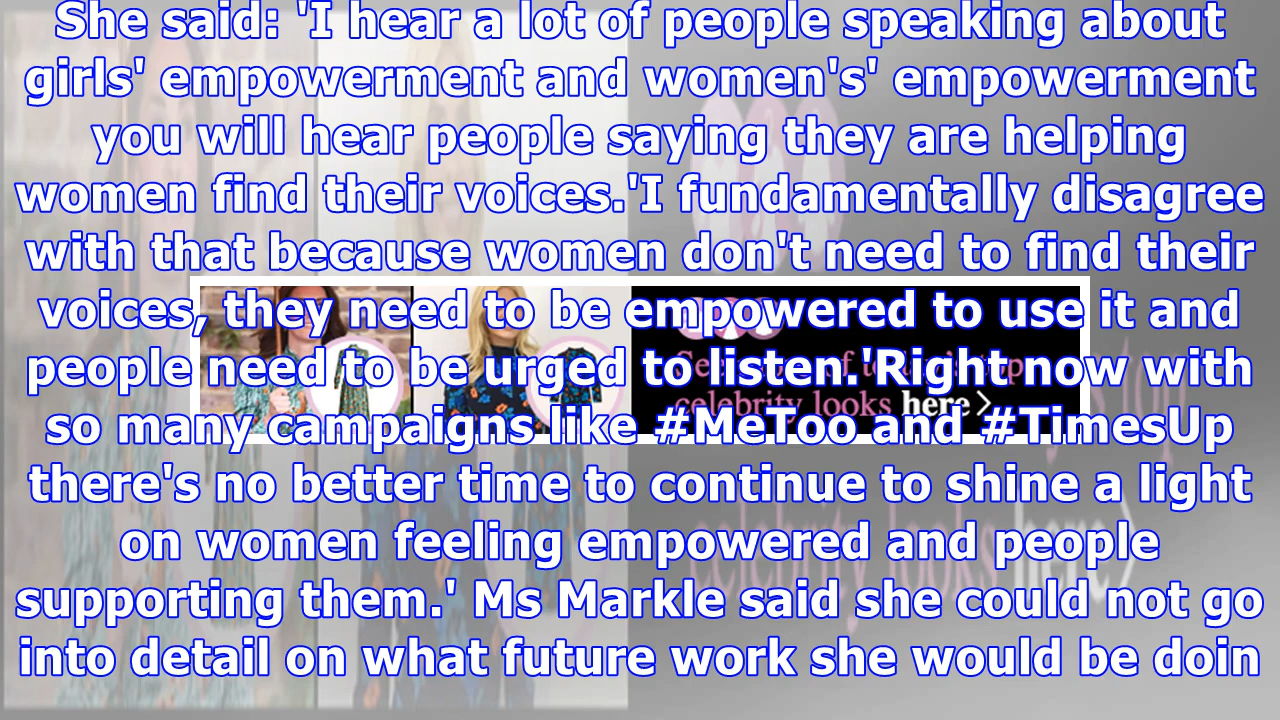 She said: 'I hear a lot of people speaking about
girls' empowerment and women's' empowerment
you will hear people saying they are helping
women find their voices.'I fundamentally disagree
with that because women don't need to find their
voices, they need to be empowered to use it and
people need to be urged to listen.'Right now with
so many campaigns like #MeToo and #TimesUp
there's no better time to continue to shine a light
on women feeling empowered and people
supporting them.' Ms Markle said she could not go
into detail on what future work she would be doin
celebrity looks here
celebrity looks here